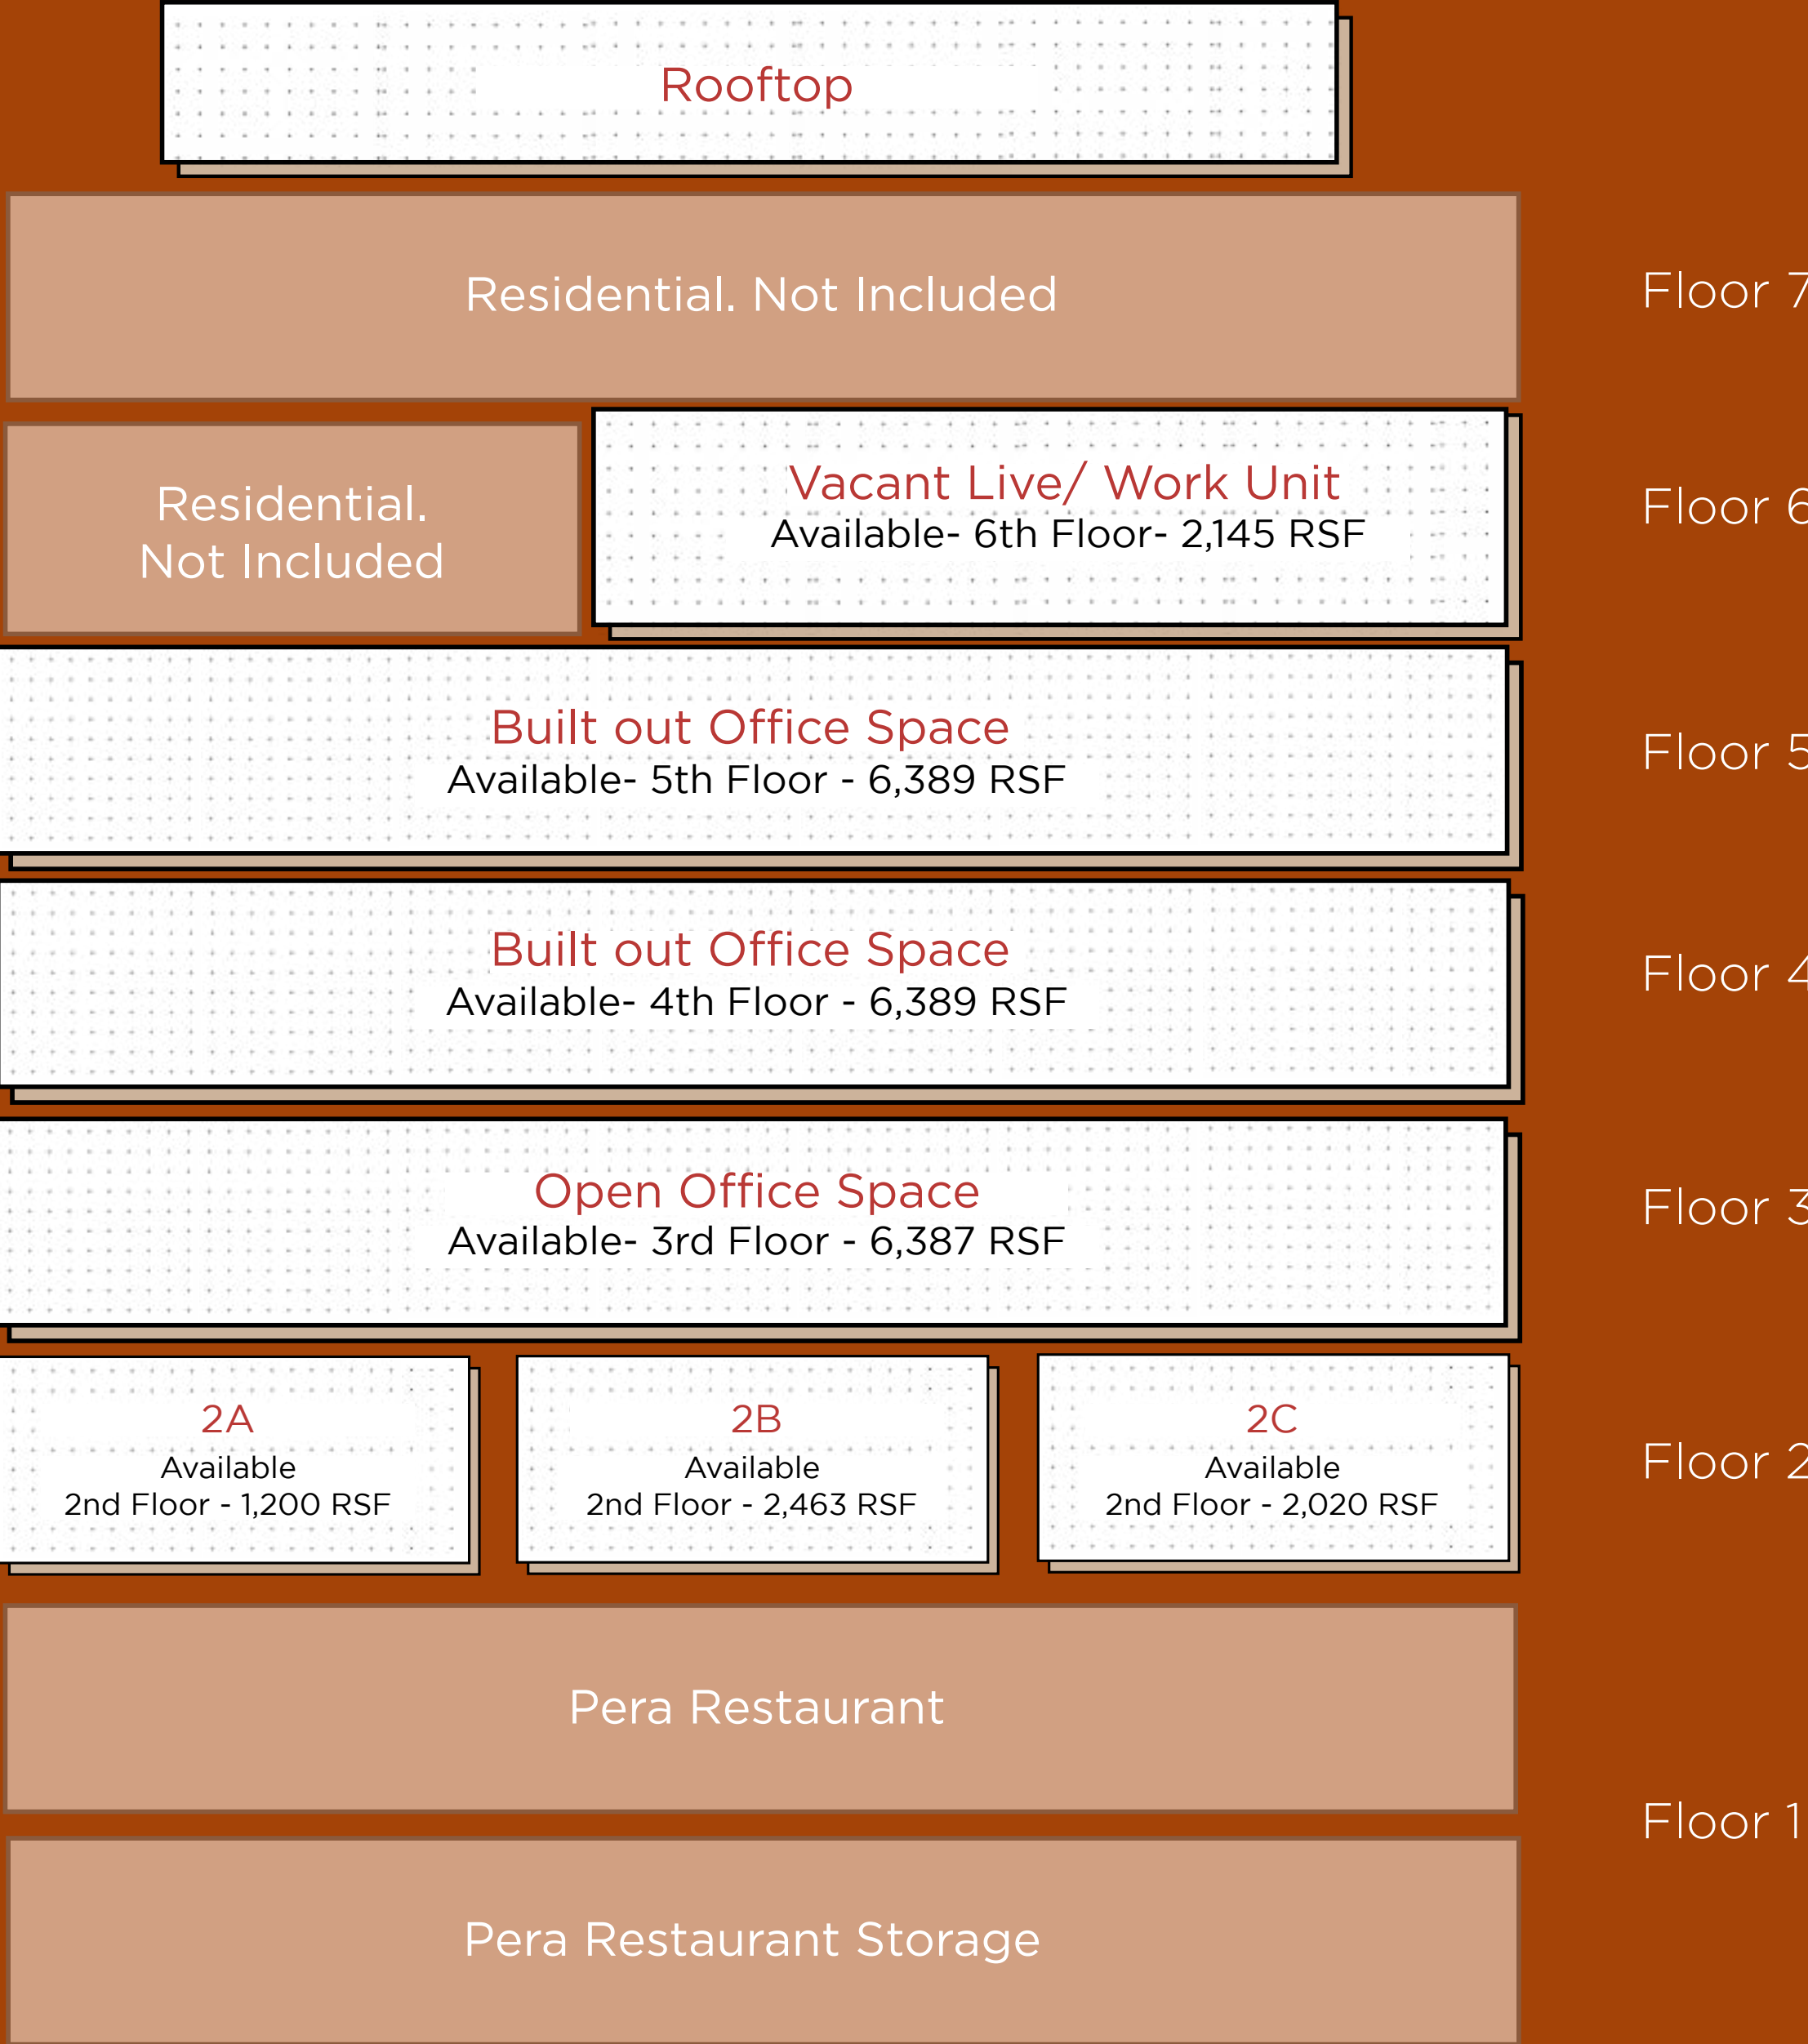 Rooftop
Residential. Not Included
Floor 7
Residential.
Not Included
Vacant Live/ Work Unit
Available- 6th Floor- 2,145 RSF
Floor 6
Built out Office Space
Available- 5th Floor - 6,389 RSF
Floor 5
Built out Office Space
Available- 4th Floor - 6,389 RSF
Floor 4
Open Office Space
Available- 3rd Floor - 6,387 RSF
Floor 3
2A
Available
2nd Floor - 1,200 RSF
2B
Available
2nd Floor - 2,463 RSF
2C
Available
2nd Floor - 2,020 RSF
Floor 2
Pera Restaurant
Floor 1
Pera Restaurant Storage